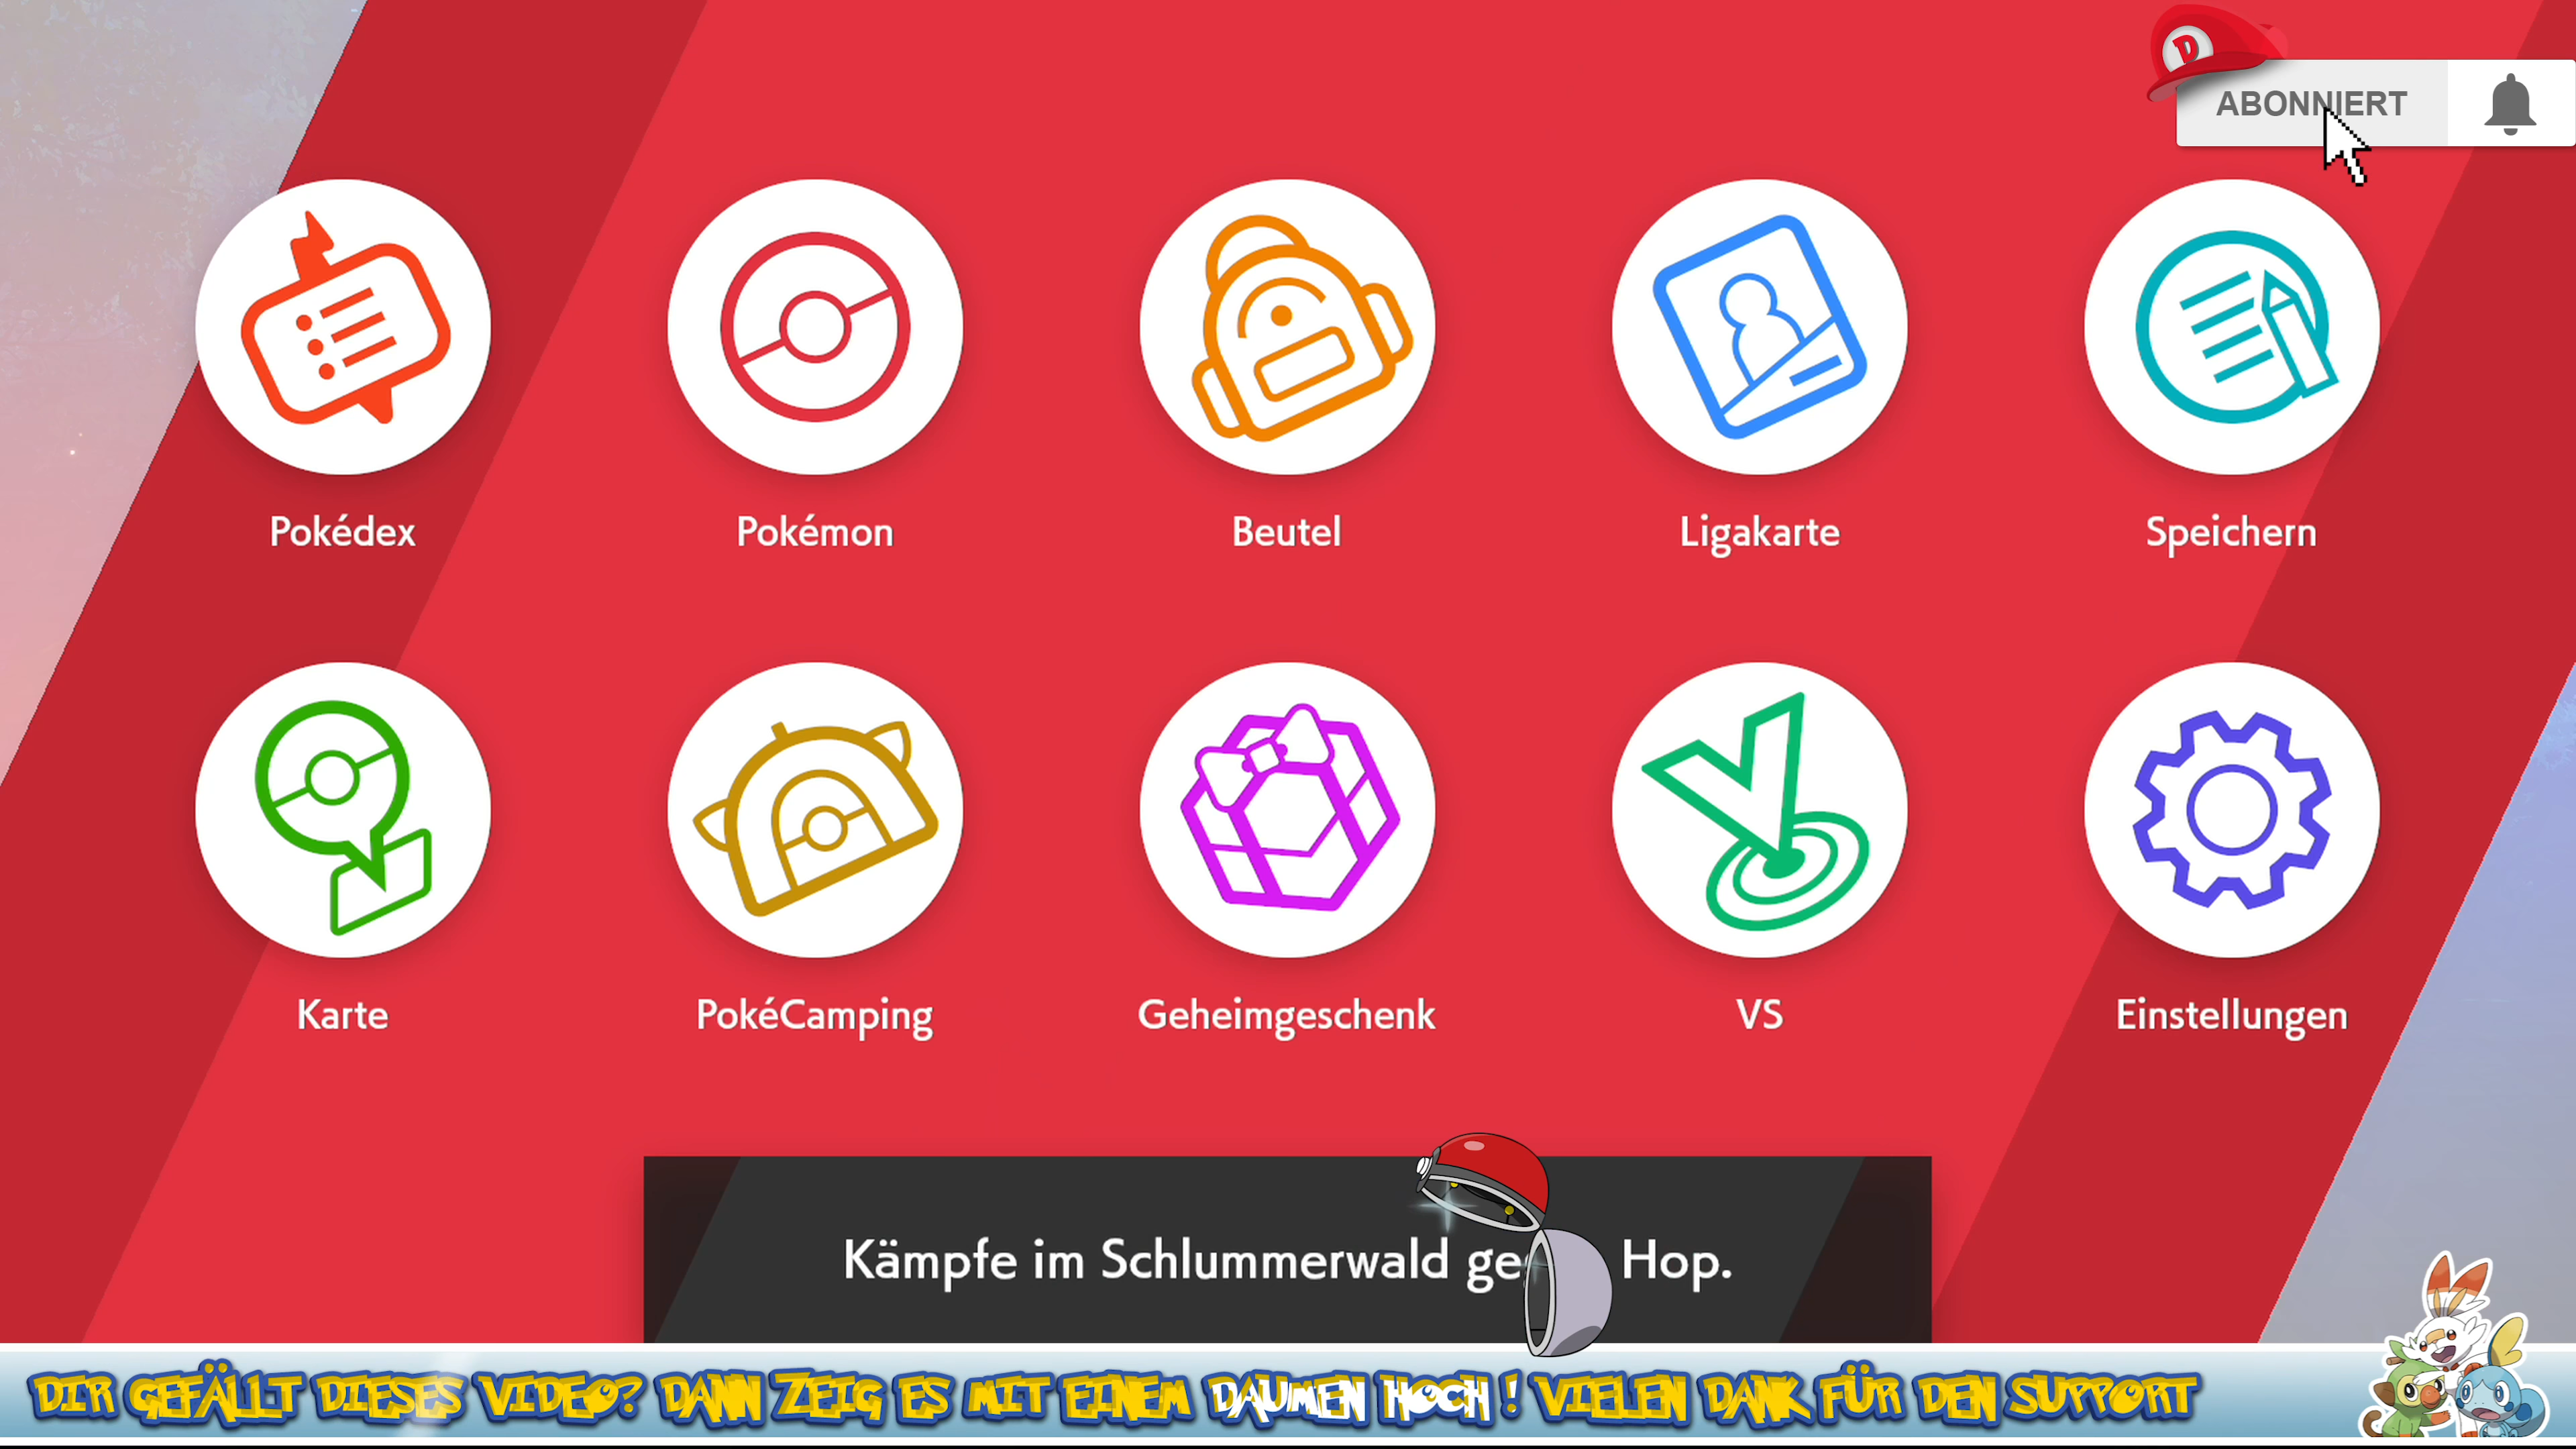 D
ABONNIERT
Pokédex
Pokémon
Beutel
Ligakarte
Speichern
Karte
PokéCamping
Geheimgeschenk
VS
Einstellungen
Kämpfe im Schlummerwald Hop.
DIR GEFÄLLT DIESES VIDEO? DANN ZEIG ES MIT EINEM DAUMEN HOCH! VIELEN DANK FÜR DEN SUPPORT